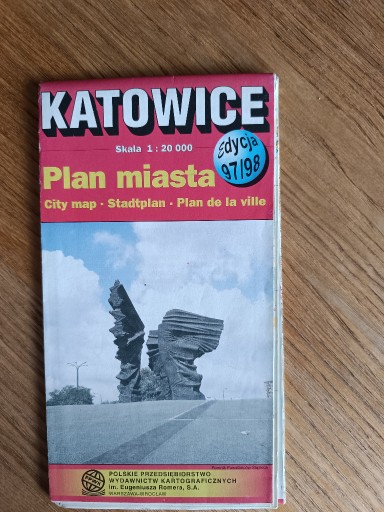 KATOWICE
Skala 1 : 20 000
Edycja
97/98
Plan miasta
City map · Stadtplan · Plan de la ville
POLSKIE PRZEDSIĘBIORSTWO
WYDAWNICTW KARTOGRAFICZNYCH
im. Eugeniusza Romera, S.A.
WARSZAWA-WROCŁAW